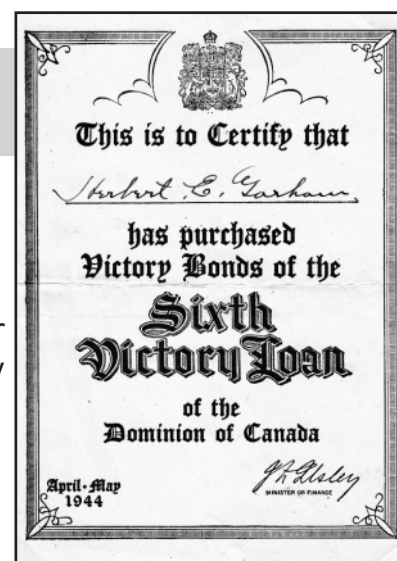 This is to Certify that
Herbert E. Gorham
has purchased
Victory Bonds of the
Sixth
Victory Loan
of the
Dominion of Canada
April-May
1944
J L Ilsley
MINISTER OF FINANCE